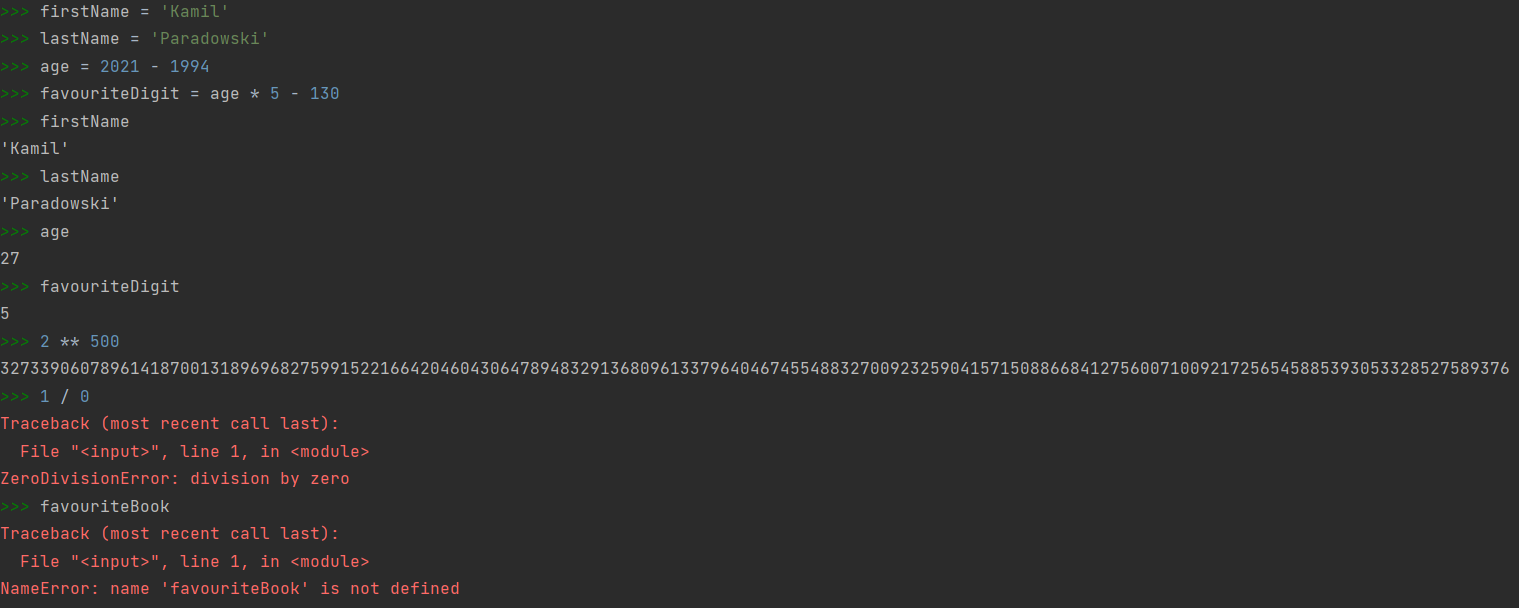 >>> firstName = 'Kamil'
>>> lastName = 'Paradowski'
>>> age = 2021 - 1994
>>> favouriteDigit = age * 5 - 130
>>> firstName
'Kamil'
>>> lastName
'Paradowski'
>>> age
27
>>> favouriteDigit
5
>>> 2 ** 500
3273390607896141870013189696827599152216642046043064789483291368096133796404674554883270092325904157150886684127560071009217256545885393053328527589376
>>> 1 / 0
Traceback (most recent call last):
  File "<input>", line 1, in <module>
ZeroDivisionError: division by zero
>>> favouriteBook
Traceback (most recent call last):
  File "<input>", line 1, in <module>
NameError: name 'favouriteBook' is not defined